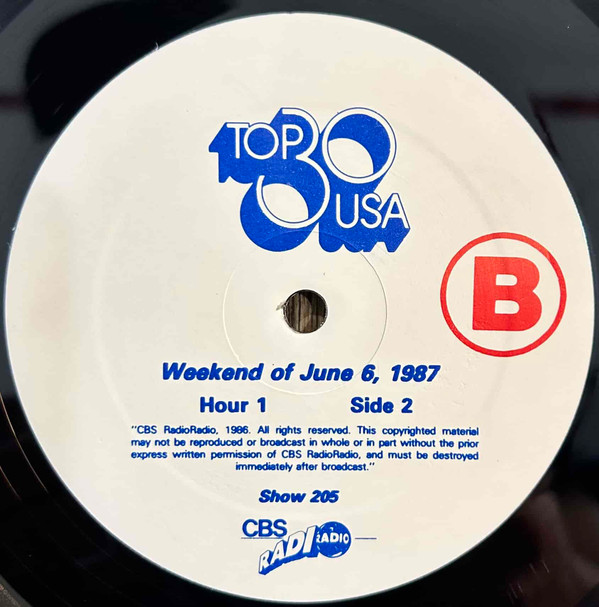 TOP 30
USA
B
Weekend of June 6, 1987
Hour 1 Side 2
"CBS RadioRadio, 1986. All rights reserved. This copyrighted material
may not be reproduced or broadcast in whole or in part without the prior
express written permission of CBS RadioRadio, and must be destroyed
immediately after broadcast."
Show 205
CBS
RADIO RADIO